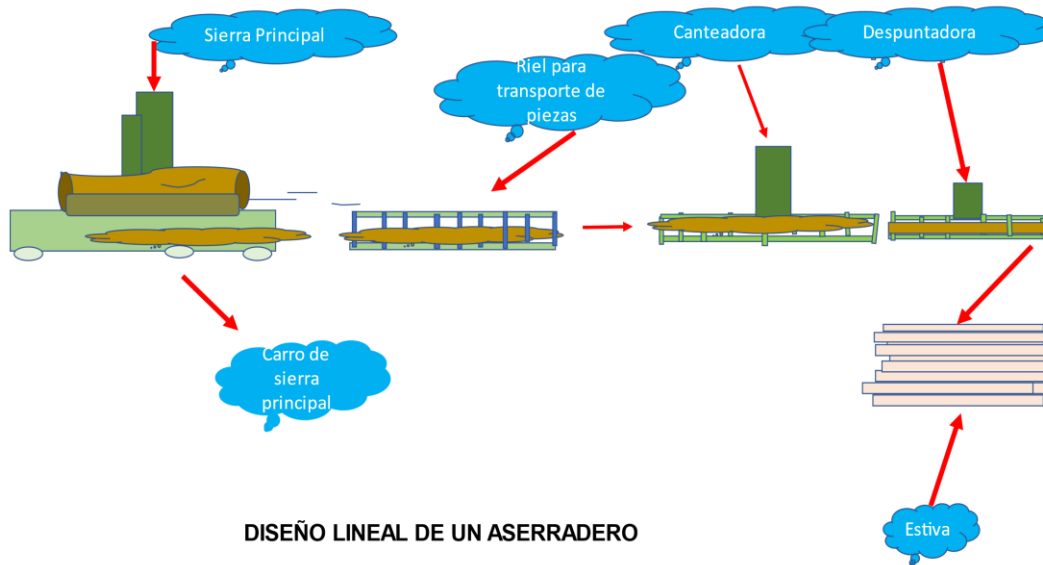 Sierra Principal
Canteadora
Despuntadora
Riel para
transporte de
piezas
Carro de
sierra
principal
DISEÑO LINEAL DE UN ASERRADERO
Estiva